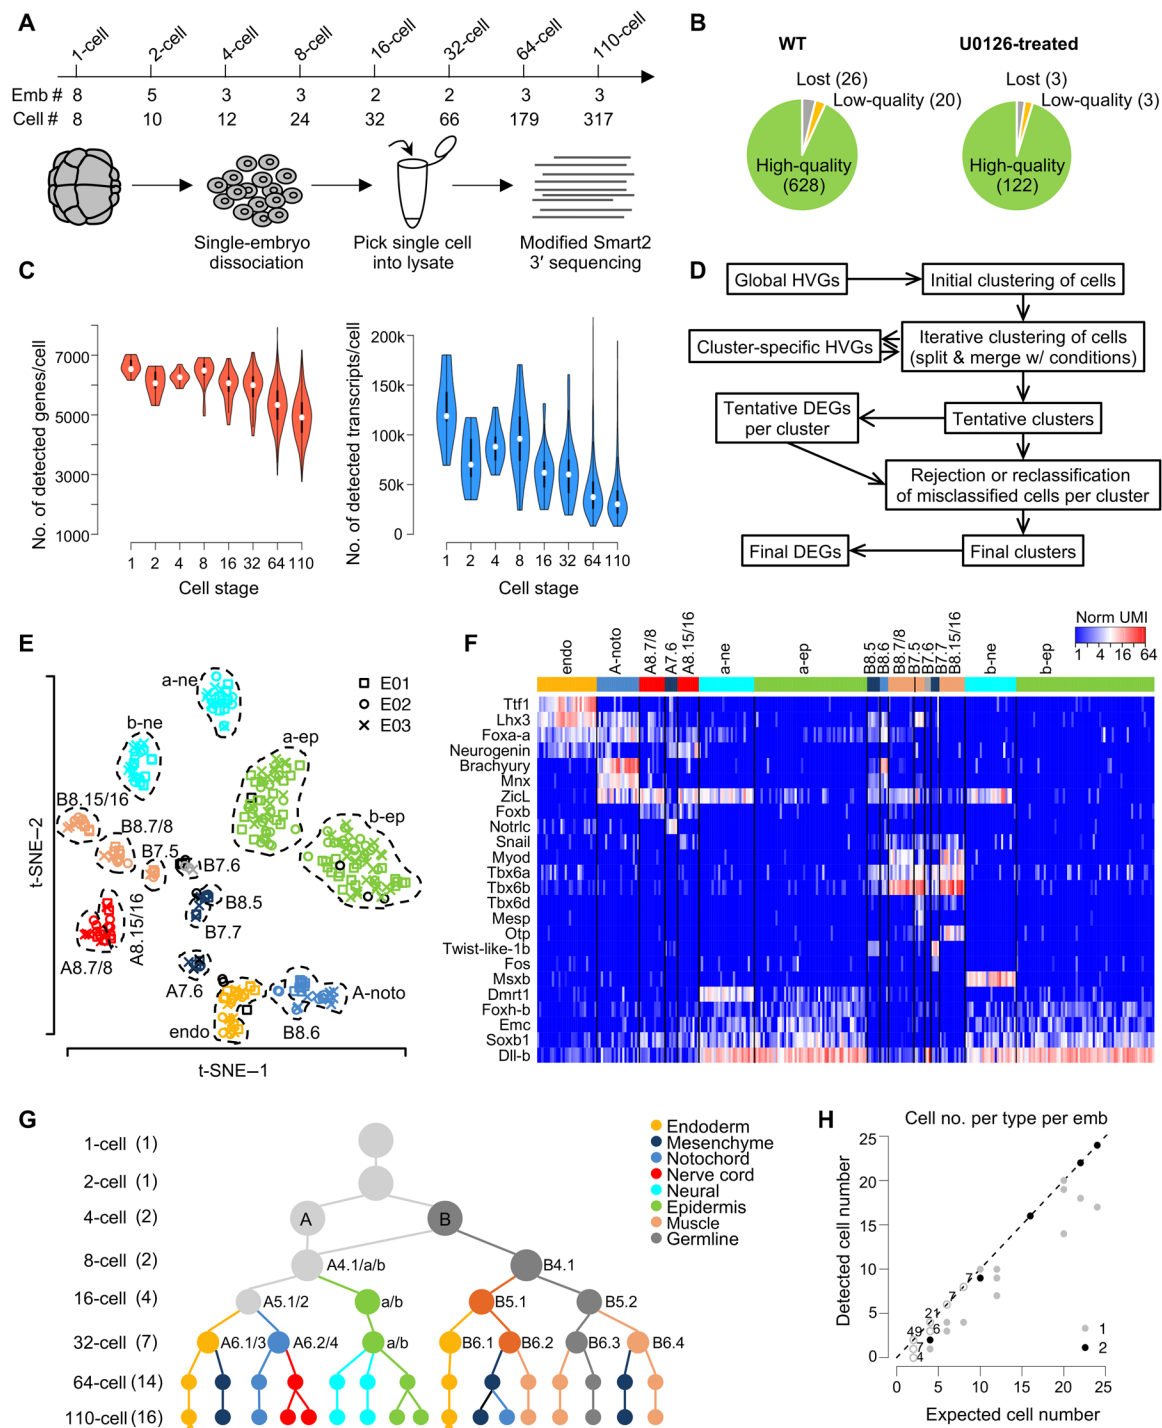 A
1-cell
2-cell
4-cell
8-cell
16-cell
32-cell
64-cell
110-cell
Emb # 8 5 3 3 2 2 3 3
Cell # 8 10 12 24 32 66 179 317
Single-embryo
dissociation
Pick single cell
into lysate
Modified Smart2
3′ sequencing
B
WT
U0126-treated
Lost (26)
Low-quality (20)
High-quality
(628)
Lost (3)
Low-quality (3)
High-quality
(122)
C
No. of detected genes/cell
7000
5000
3000
1000
1 2 4 8 16 32 64 110
Cell stage
No. of detected transcripts/cell
200k
150k
100k
50k
0
1 2 4 8 16 32 64 110
Cell stage
D
Global HVGs
Initial clustering of cells
Cluster-specific HVGs
Iterative clustering of cells
(split & merge w/ conditions)
Tentative DEGs
per cluster
Tentative clusters
Rejection or reclassification
of misclassified cells per cluster
Final DEGs
Final clusters
E
a-ne
E01
E02
E03
b-ne
a-ep
B8.15/16
B8.7/8
b-ep
B7.5
B7.6
B8.5
B7.7
A8.15/16
A8.7/8
A7.6
A-noto
endo
B8.6
t-SNE–2
t-SNE–1
F
Norm UMI
1 4 16 64
endo
A-noto
A8.7/8
A7.6
A8.15/16
a-ne
a-ep
B8.5
B8.6
B8.7/8
B7.5
B7.6
B7.7
B8.15/16
b-ne
b-ep
Ttf1
Lhx3
Foxa-a
Neurogenin
Brachyury
Mnx
ZicL
Foxb
Notrlc
Snail
Myod
Tbx6a
Tbx6b
Tbx6d
Mesp
Otp
Twist-like-1b
Fos
Msxb
Dmrt1
Foxh-b
Emc
Soxb1
Dll-b
G
1-cell (1)
2-cell (1)
4-cell (2)
8-cell (2)
16-cell (4)
32-cell (7)
64-cell (14)
110-cell (16)
A
B
A4.1/a/b
B4.1
A5.1/2
a/b
B5.1
B5.2
A6.1/3
A6.2/4
a/b
B6.1
B6.2
B6.3
B6.4
Endoderm
Mesenchyme
Notochord
Nerve cord
Neural
Epidermis
Muscle
Germline
H
Cell no. per type per emb
Detected cell number
25
20
15
10
5
0
7
7
21
6
49
7
4
1
2
0 5 10 15 20 25
Expected cell number